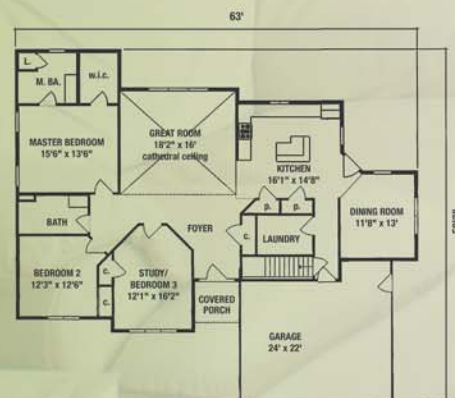 63'
L.
M. BA.
w.i.c.
MASTER BEDROOM
15'6" x 13'6"
GREAT ROOM
18'2" x 16'
cathedral ceiling
KITCHEN
16'1" x 14'8"
p.
p.
DINING ROOM
11'8" x 13'
BATH
FOYER
c.
LAUNDRY
BEDROOM 2
12'3" x 12'6"
c.
c.
STUDY/
BEDROOM 3
12'1" x 16'2"
COVERED
PORCH
GARAGE
24' x 22'